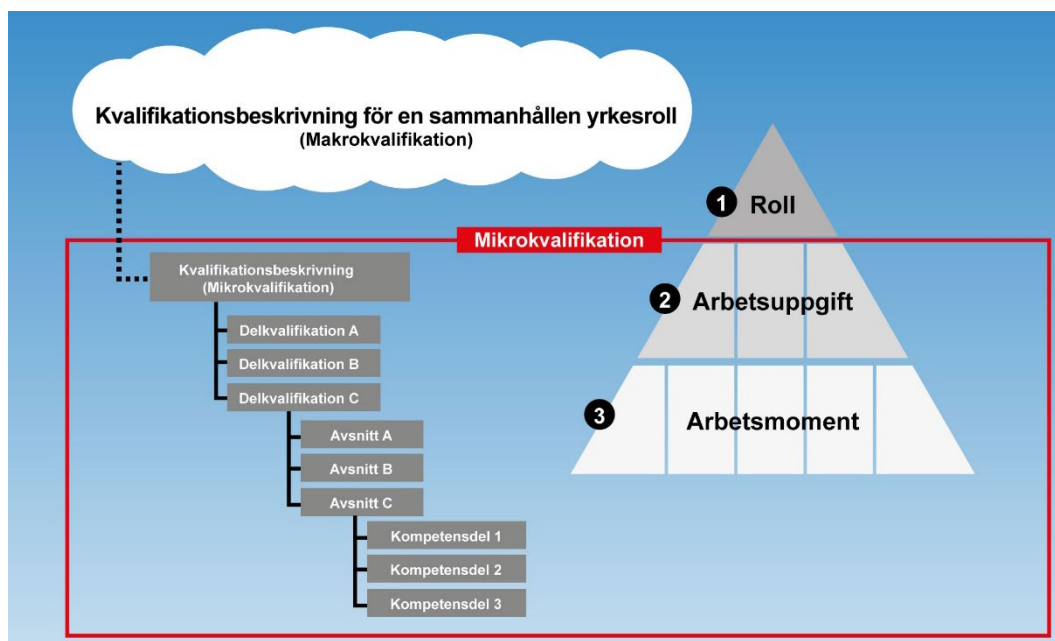 Kvalifikationsbeskrivning för en sammanhållen yrkesroll
(Makrokvalifikation)
1 Roll
Mikrokvalifikation
Kvalifikationsbeskrivning
(Mikrokvalifikation)
2 Arbetsuppgift
Delkvalifikation A
Delkvalifikation B
Delkvalifikation C
3 Arbetsmoment
Avsnitt A
Avsnitt B
Avsnitt C
Kompetensdel 1
Kompetensdel 2
Kompetensdel 3